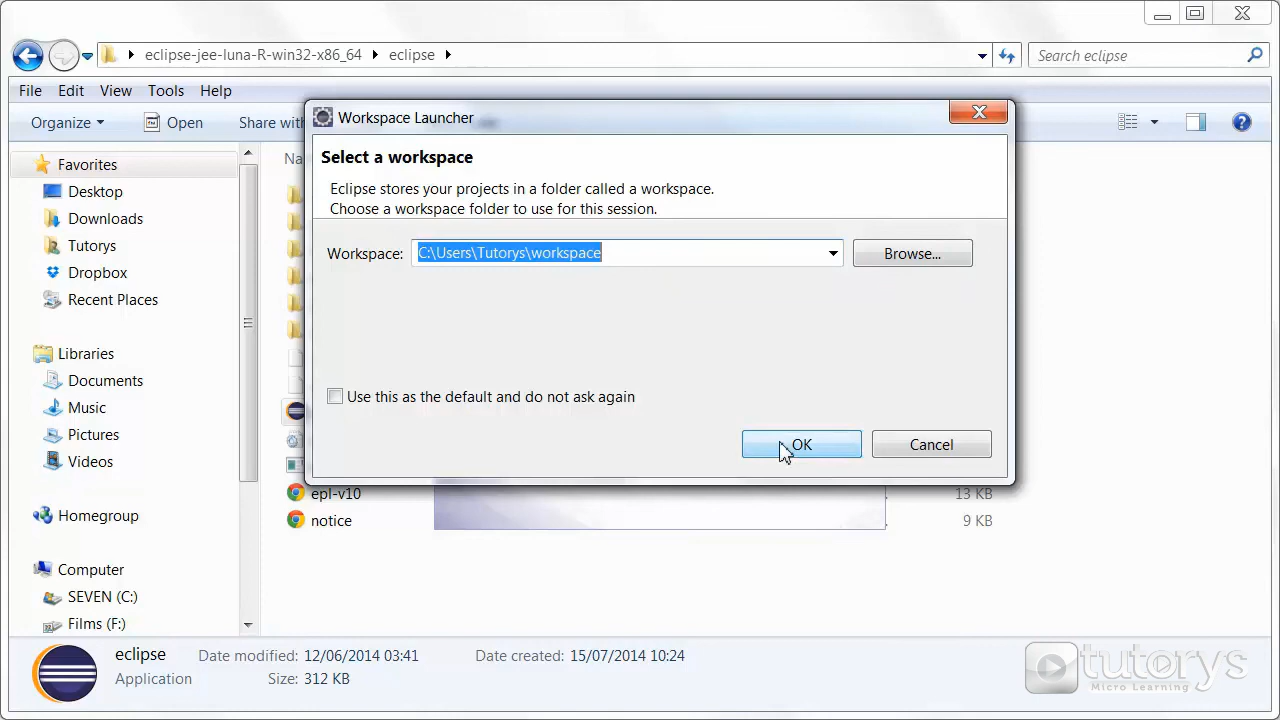 eclipse-jee-luna-R-win32-x86_64 eclipse
Search eclipse
File Edit View Tools Help
Organize Open Share with
Workspace Launcher
Select a workspace
Eclipse stores your projects in a folder called a workspace.
Choose a workspace folder to use for this session.
Workspace: C:\Users\Tutorys\workspace Browse...
Use this as the default and do not ask again
OK Cancel
Favorites
Desktop
Downloads
Tutorys
Dropbox
Recent Places
Libraries
Documents
Music
Pictures
Videos
Homegroup
Computer
SEVEN (C:)
Films (F:)
Na
epl-v10 13 KB
notice 9 KB
eclipse Date modified: 12/06/2014 03:41 Date created: 15/07/2014 10:24
Application Size: 312 KB
tutorys
Micro Learning